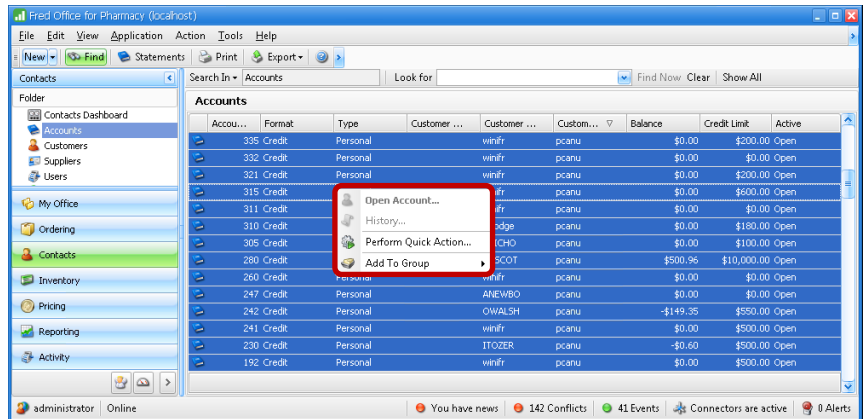 Fred Office for Pharmacy (localhost)
File Edit View Application Action Tools Help
New Find Statements Print Export
Contacts Search In Accounts Look for Find Now Clear Show All
Folder
Contacts Dashboard
Accounts
Customers
Suppliers
Users
My Office
Ordering
Contacts
Inventory
Pricing
Reporting
Activity
Accounts
Accou... Format Type Customer ... Customer ... Custom... Balance Credit Limit Active
335 Credit Personal winifr pcanu $0.00 $200.00 Open
332 Credit Personal winifr pcanu $0.00 $0.00 Open
321 Credit Personal winifr pcanu $0.00 $200.00 Open
315 Credit pcanu $0.00 $600.00 Open
311 Credit pcanu $0.00 $0.00 Open
310 Credit pcanu $0.00 $180.00 Open
305 Credit pcanu $0.00 $100.00 Open
280 Credit pcanu $500.96 $10,000.00 Open
260 Credit Personal winifr pcanu $0.00 $0.00 Open
247 Credit Personal ANEWBO pcanu $0.00 $0.00 Open
242 Credit Personal OWALSH pcanu -$149.35 $550.00 Open
241 Credit Personal winifr pcanu $0.00 $500.00 Open
230 Credit Personal ITOZER pcanu -$0.60 $500.00 Open
192 Credit Personal winifr pcanu $0.00 $500.00 Open
Open Account...
History...
Perform Quick Action...
Add To Group
administrator Online You have news 142 Conflicts 41 Events Connectors are active 0 Alerts